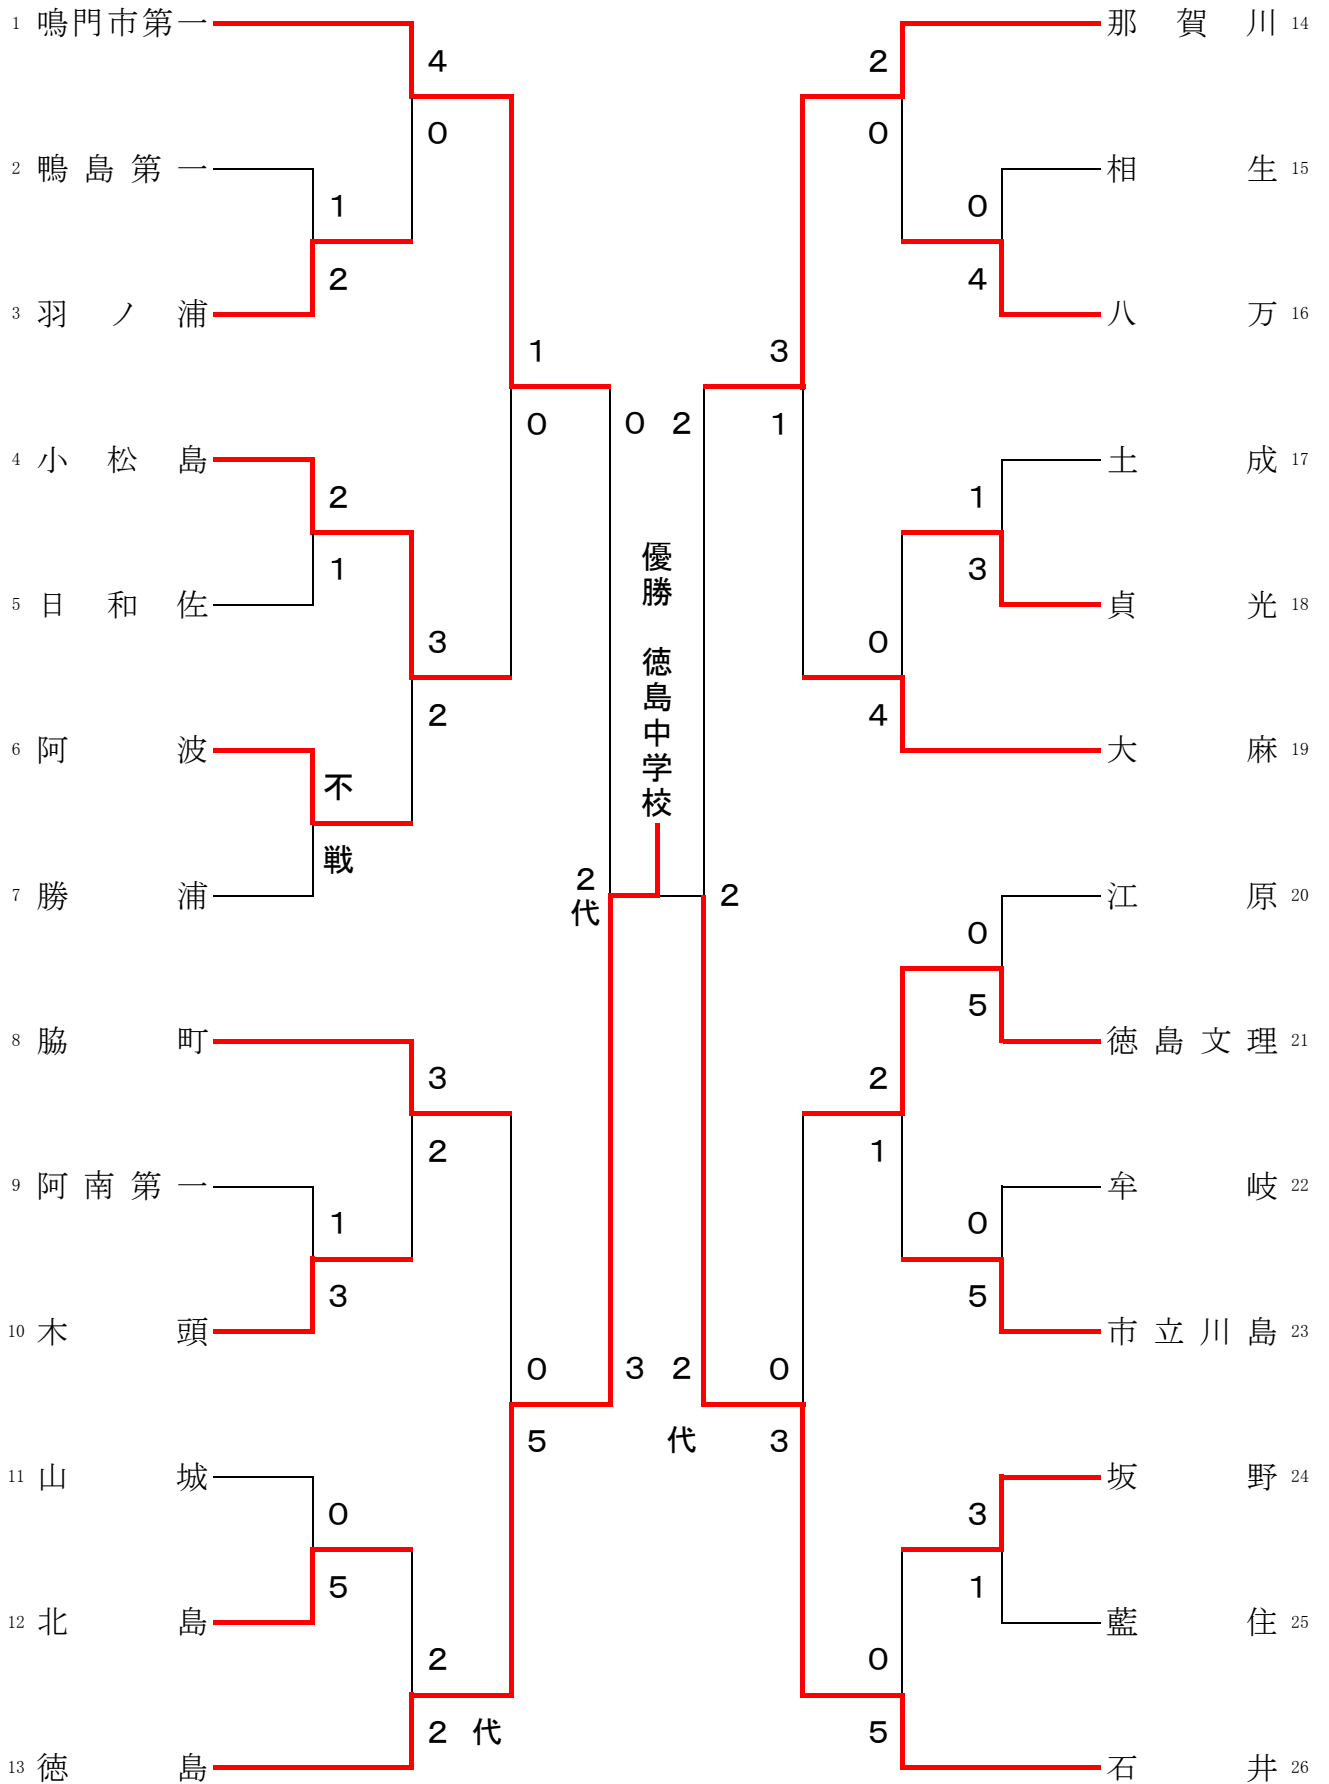 1 鳴門市第一
4
0
2 鴨島第一
1
2
3 羽ノ浦
1
0
4 小松島
2
1
5 日和佐
3
2
6 阿波
不
戦
7 勝浦
0
8 脇町
3
2
9 阿南第一
1
3
10 木頭
0
5
11 山城
0
5
12 北島
2
2 代
13 徳島
3
優勝 徳島中学校
2
代
2
2
2
代
那賀川 14
2
0
相生 15
0
4
八万 16
3
1
土成 17
1
3
貞光 18
0
4
大麻 19
江原 20
0
5
徳島文理 21
2
1
牟岐 22
0
5
市立川島 23
0
3
坂野 24
3
1
藍住 25
0
5
石井 26